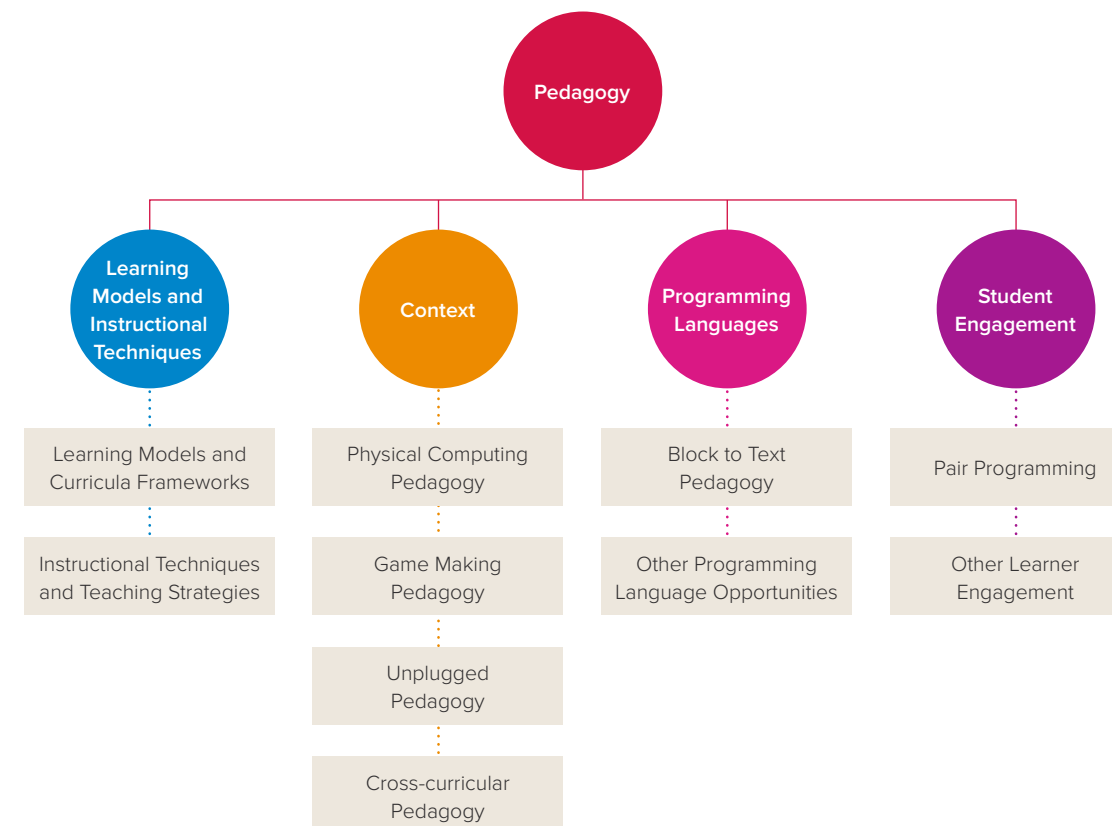 Pedagogy
Learning
Models and
Instructional
Techniques
Context
Programming
Languages
Student
Engagement
Learning Models and
Curricula Frameworks
Instructional Techniques
and Teaching Strategies
Physical Computing
Pedagogy
Game Making
Pedagogy
Unplugged
Pedagogy
Cross-curricular
Pedagogy
Block to Text
Pedagogy
Other Programming
Language Opportunities
Pair Programming
Other Learner
Engagement